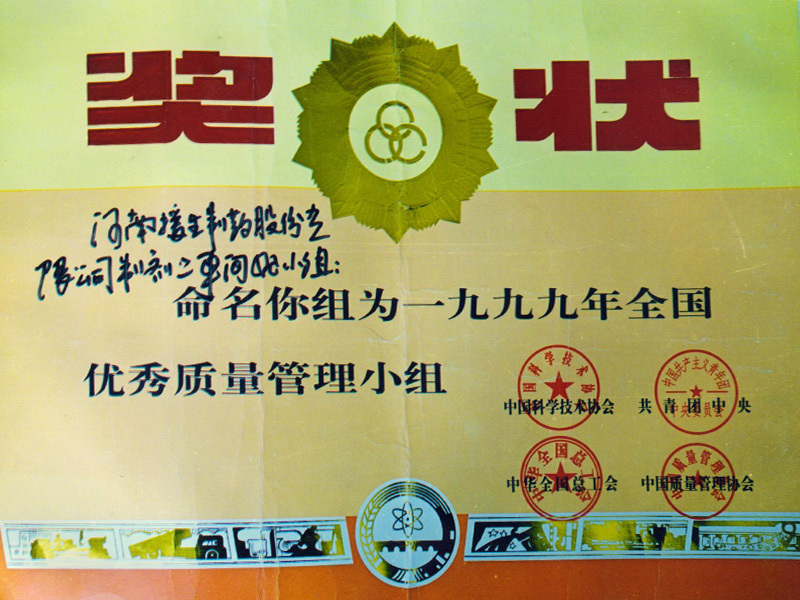 奖状
河南接生制药股份有
限公司制剂二车间QC小组:
命名你组为一九九九年全国
优秀质量管理小组
中国科学技术协会 共青团中央
中华全国总工会 中国质量管理协会